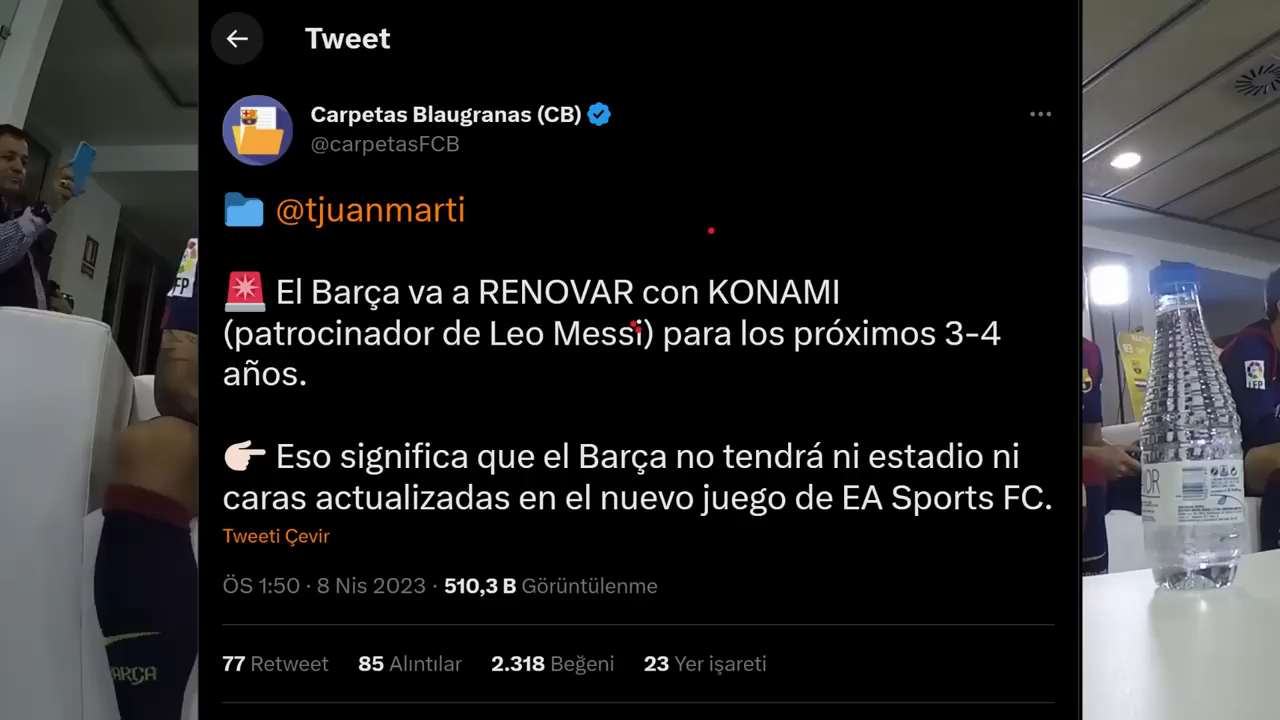 Tweet
Carpetas Blaugranas (CB)
@carpetasFCB
@tjuanmarti
El Barça va a RENOVAR con KONAMI
(patrocinador de Leo Messi) para los próximos 3-4
años.
Eso significa que el Barça no tendrá ni estadio ni
caras actualizadas en el nuevo juego de EA Sports FC.
Tweeti Çevir
ÖS 1:50 · 8 Nis 2023 · 510,3 B Görüntülenme
77 Retweet 85 Alıntılar 2.318 Beğeni 23 Yer işareti